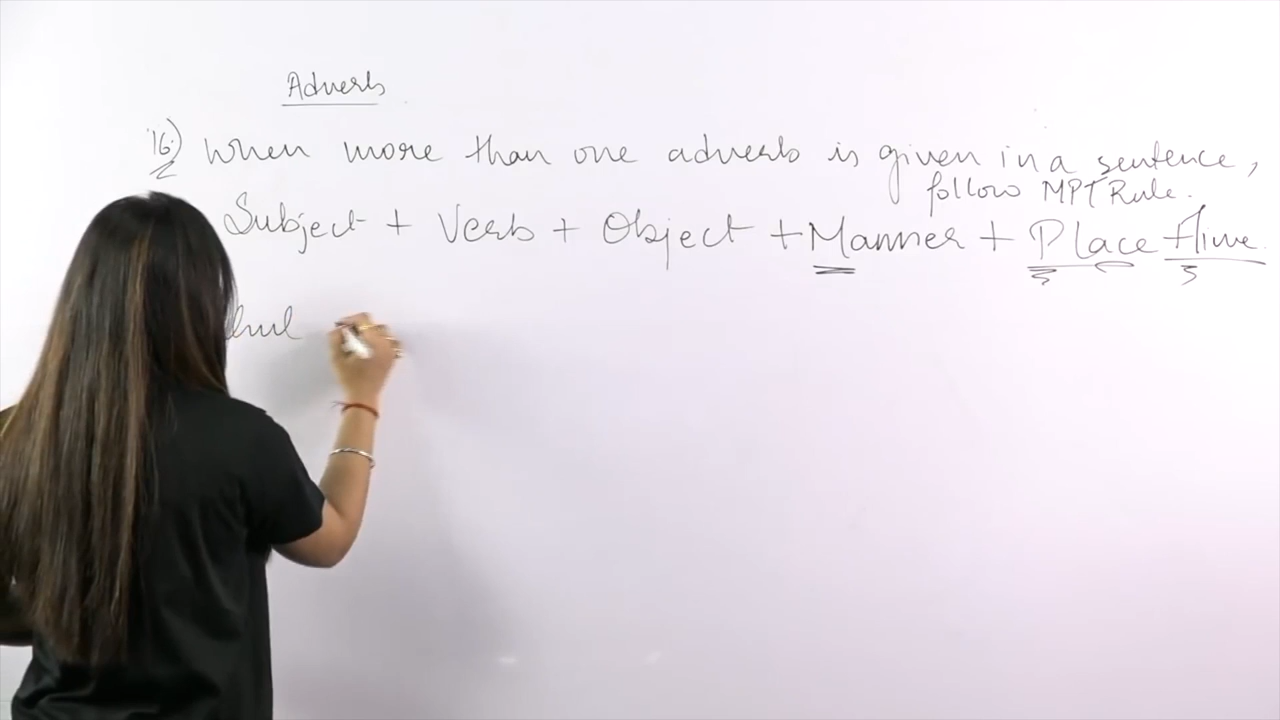 Adverb
16.) When more than one adverb is given in a sentence,
follow MPT Rule.
Subject + Verb + Object + Manner + Place + Time.